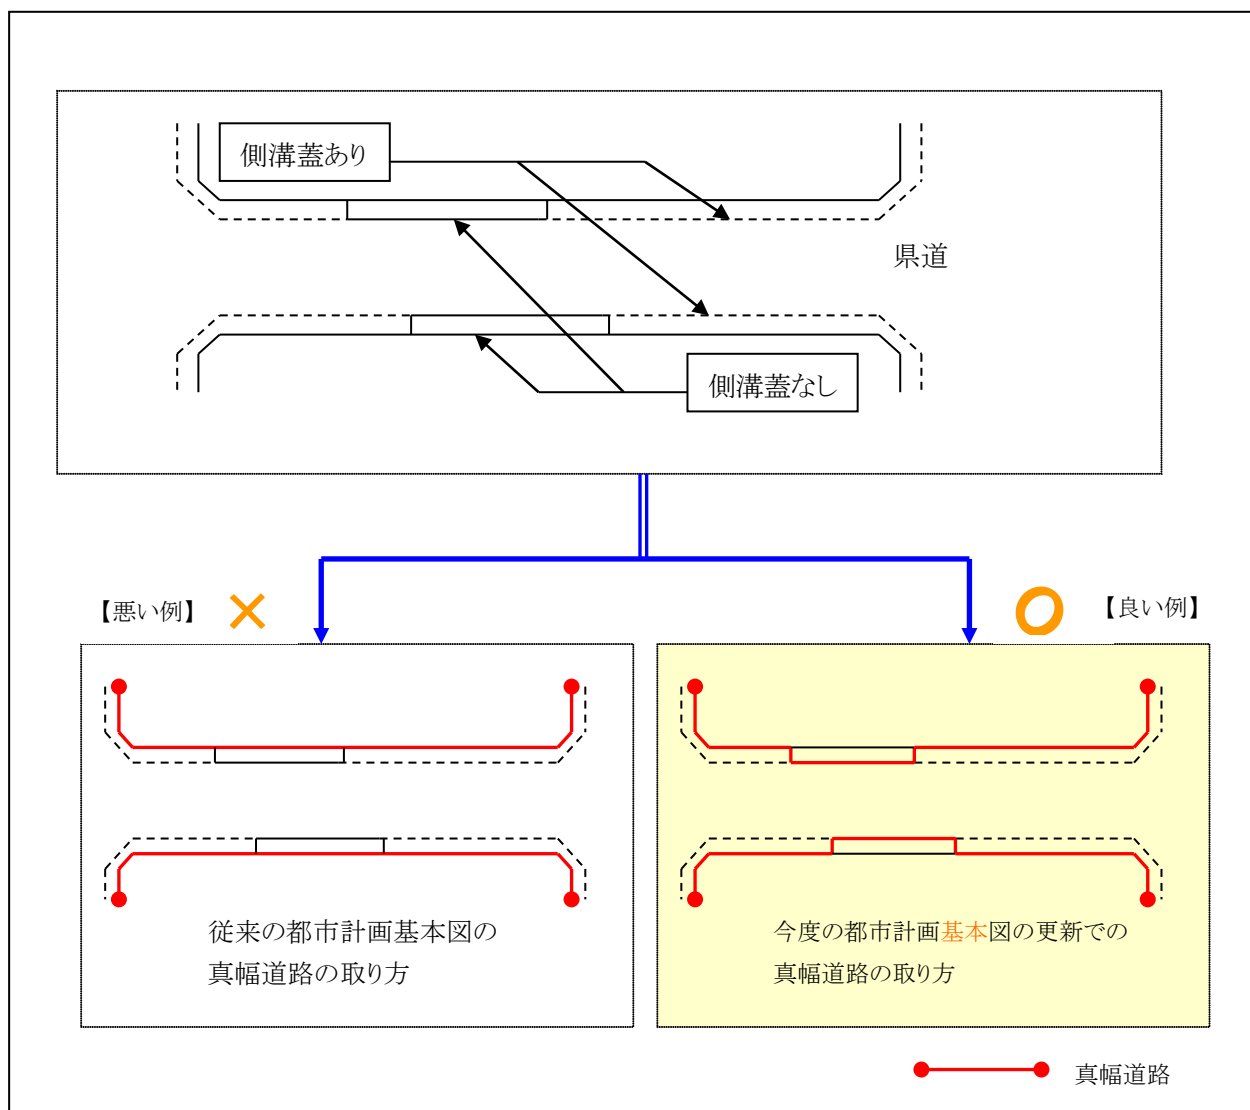 側溝蓋あり
県道
側溝蓋なし
【悪い例】
【良い例】
従来の都市計画基本図の
真幅道路の取り方
今度の都市計画基本図の更新での
真幅道路の取り方
真幅道路